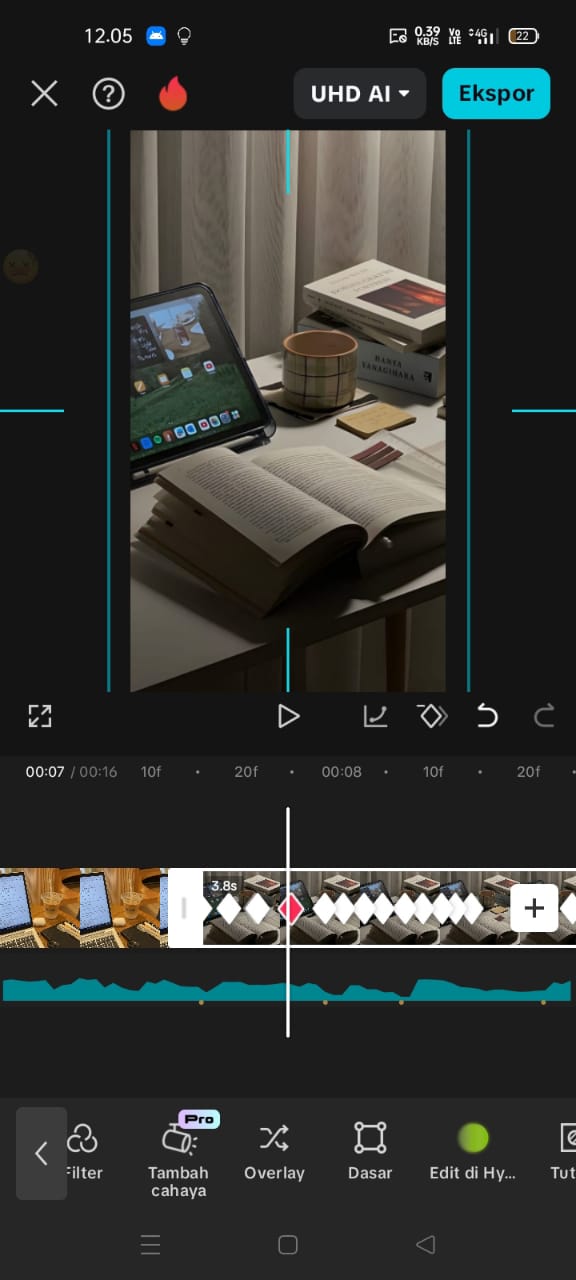 12.05
0.39
KB/S
Vo
LTE
4G
22
UHD AI
Ekspor
HANYA
YANAGIHARA
00:07 / 00:16
10f
20f
00:08
10f
20f
3.8s
Filter
Pro
Tambah
cahaya
Overlay
Dasar
Edit di Hy...
Tut